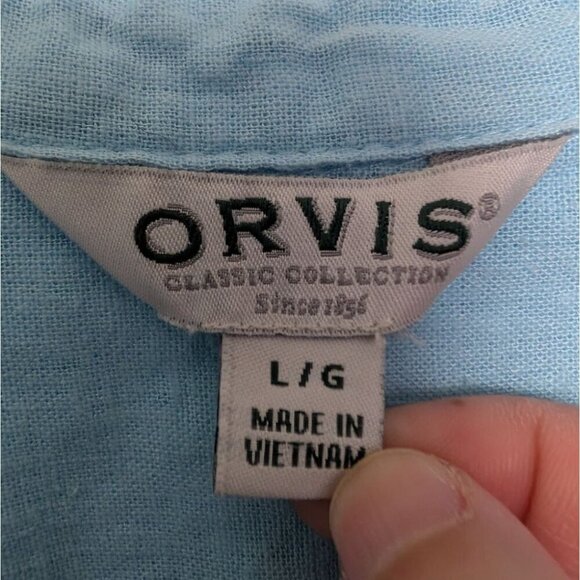 ORVIS®
CLASSIC COLLECTION
Since 1856
L/G
MADE IN
VIETNAM